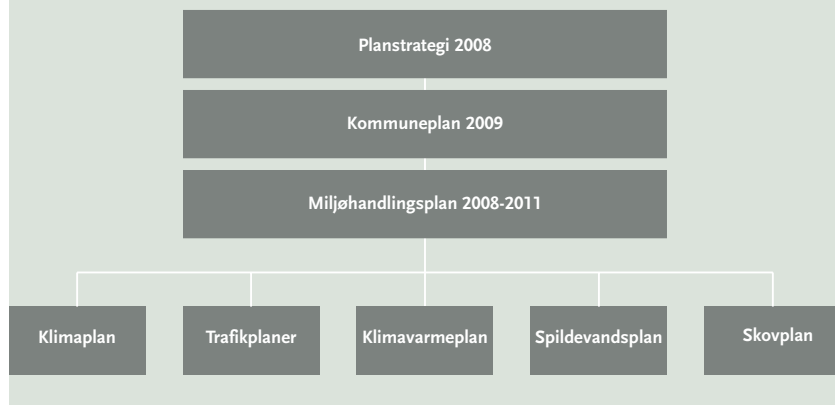 Planstrategi 2008
Kommuneplan 2009
Miljøhandlingsplan 2008-2011
Klimaplan
Trafikplaner
Klimavarmeplan
Spildevandsplan
Skovplan